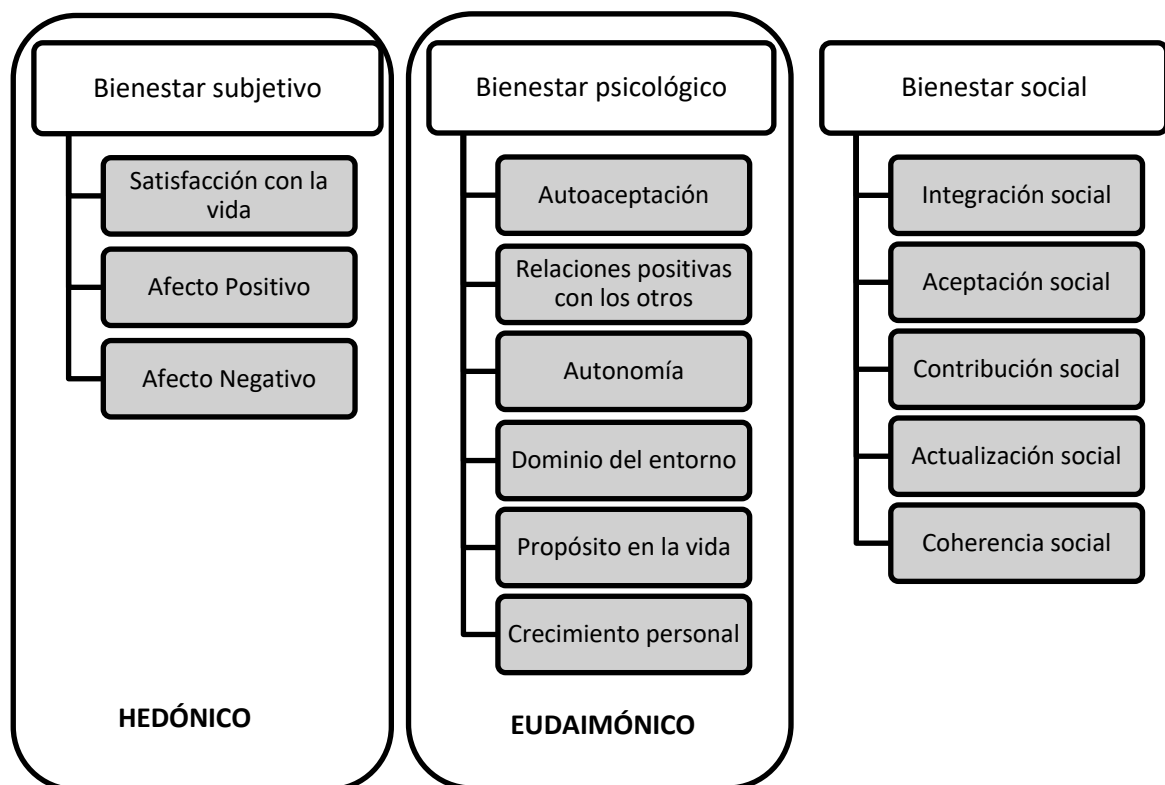 Bienestar subjetivo
Satisfacción con la
vida
Afecto Positivo
Afecto Negativo
HEDÓNICO
Bienestar psicológico
Autoaceptación
Relaciones positivas
con los otros
Autonomía
Dominio del entorno
Propósito en la vida
Crecimiento personal
EUDAIMÓNICO
Bienestar social
Integración social
Aceptación social
Contribución social
Actualización social
Coherencia social